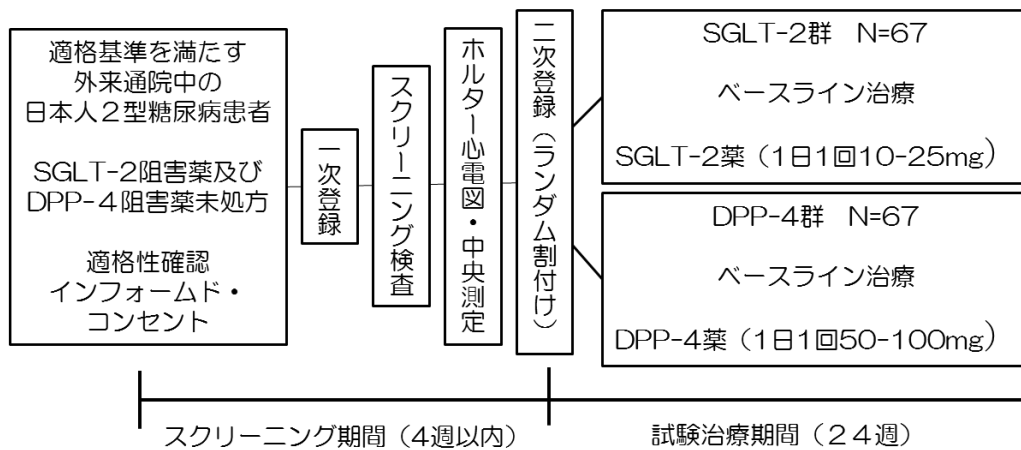 適格基準を満たす
外来通院中の
日本人2型糖尿病患者
SGLT-2阻害薬及び
DPP-4阻害薬未処方
適格性確認
インフォームド・
コンセント
一次登録
スクリーニング検査
ホルター心電図・中央測定
二次登録（ランダム割付け）
SGLT-2群 N=67
ベースライン治療
SGLT-2薬（1日1回10-25mg）
DPP-4群 N=67
ベースライン治療
DPP-4薬（1日1回50-100mg）
スクリーニング期間（4週以内）
試験治療期間（２４週）